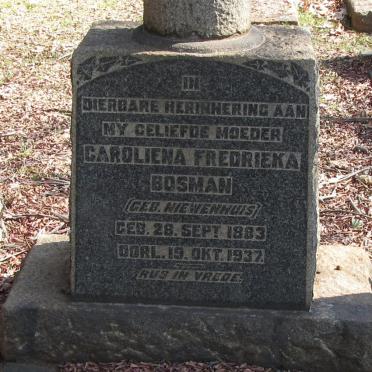 IN
DIERBARE HERINNERING AAN
MY GELIEFDE MOEDER
CAROLIENA FREDRIEKA
BOSMAN
(GEB. NIEWENHUIS)
GEB. 28. SEPT. 1883
OORL. 19. OKT. 1937.
RUS IN VREDE.